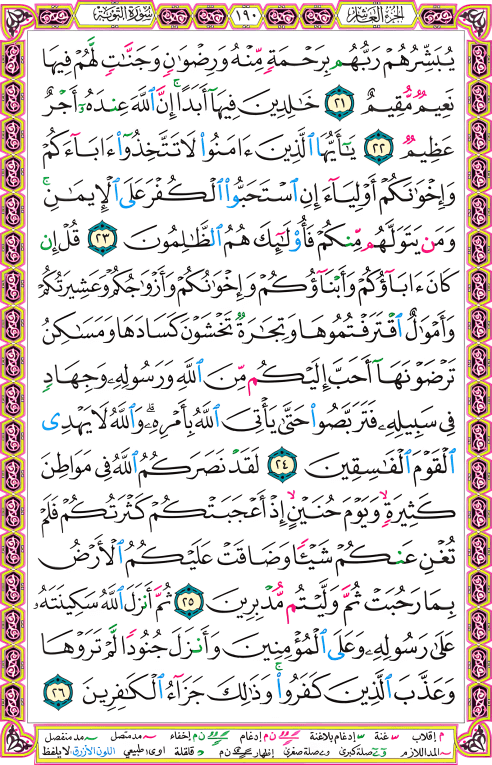 الجزء العاشر
١٩٠
سورة التوبة
يُبَشِّرُهُمْ رَبُّهُم بِرَحْمَةٍ مِّنْهُ وَرِضْوَٰنٍ وَجَنَّٰتٍ لَّهُمْ فِيهَا
نَعِيمٌ مُّقِيمٌ ٢١ خَٰلِدِينَ فِيهَآ أَبَدًا ۚ إِنَّ ٱللَّهَ عِندَهُۥٓ أَجْرٌ
عَظِيمٌ ٢٢ يَٰٓأَيُّهَا ٱلَّذِينَ ءَامَنُوا۟ لَا تَتَّخِذُوٓا۟ ءَابَآءَكُمْ
وَإِخْوَٰنَكُمْ أَوْلِيَآءَ إِنِ ٱسْتَحَبُّوا۟ ٱلْكُفْرَ عَلَى ٱلْإِيمَٰنِ ۚ
وَمَن يَتَوَلَّهُم مِّنكُمْ فَأُو۟لَٰٓئِكَ هُمُ ٱلظَّٰلِمُونَ ٢٣ قُلْ إِن
كَانَ ءَابَآؤُكُمْ وَأَبْنَآؤُكُمْ وَإِخْوَٰنُكُمْ وَأَزْوَٰجُكُمْ وَعَشِيرَتُكُمْ
وَأَمْوَٰلٌ ٱقْتَرَفْتُمُوهَا وَتِجَٰرَةٌ تَخْشَوْنَ كَسَادَهَا وَمَسَٰكِنُ
تَرْضَوْنَهَآ أَحَبَّ إِلَيْكُم مِّنَ ٱللَّهِ وَرَسُولِهِۦ وَجِهَادٍ
فِى سَبِيلِهِۦ فَتَرَبَّصُوا۟ حَتَّىٰ يَأْتِىَ ٱللَّهُ بِأَمْرِهِۦ ۗ وَٱللَّهُ لَا يَهْدِى
ٱلْقَوْمَ ٱلْفَٰسِقِينَ ٢٤ لَقَدْ نَصَرَكُمُ ٱللَّهُ فِى مَوَاطِنَ
كَثِيرَةٍ ۙ وَيَوْمَ حُنَيْنٍ ۙ إِذْ أَعْجَبَتْكُمْ كَثْرَتُكُمْ فَلَمْ
تُغْنِ عَنكُمْ شَيْـًٔا وَضَاقَتْ عَلَيْكُمُ ٱلْأَرْضُ
بِمَا رَحُبَتْ ثُمَّ وَلَّيْتُم مُّدْبِرِينَ ٢٥ ثُمَّ أَنزَلَ ٱللَّهُ سَكِينَتَهُۥ
عَلَىٰ رَسُولِهِۦ وَعَلَى ٱلْمُؤْمِنِينَ وَأَنزَلَ جُنُودًا لَّمْ تَرَوْهَا
وَعَذَّبَ ٱلَّذِينَ كَفَرُوا۟ ۚ وَذَٰلِكَ جَزَآءُ ٱلْكَٰفِرِينَ ٢٦
م إقلاب غنة إدغام بلاغنة ن م إدغام ن م إخفاء مد متصل مد منفصل
المد اللازم صلة كبرى وے صلة صغرى إظهار ن م قلقلة ا و ى طبيعي اللون الأزرق: لا يلفظ